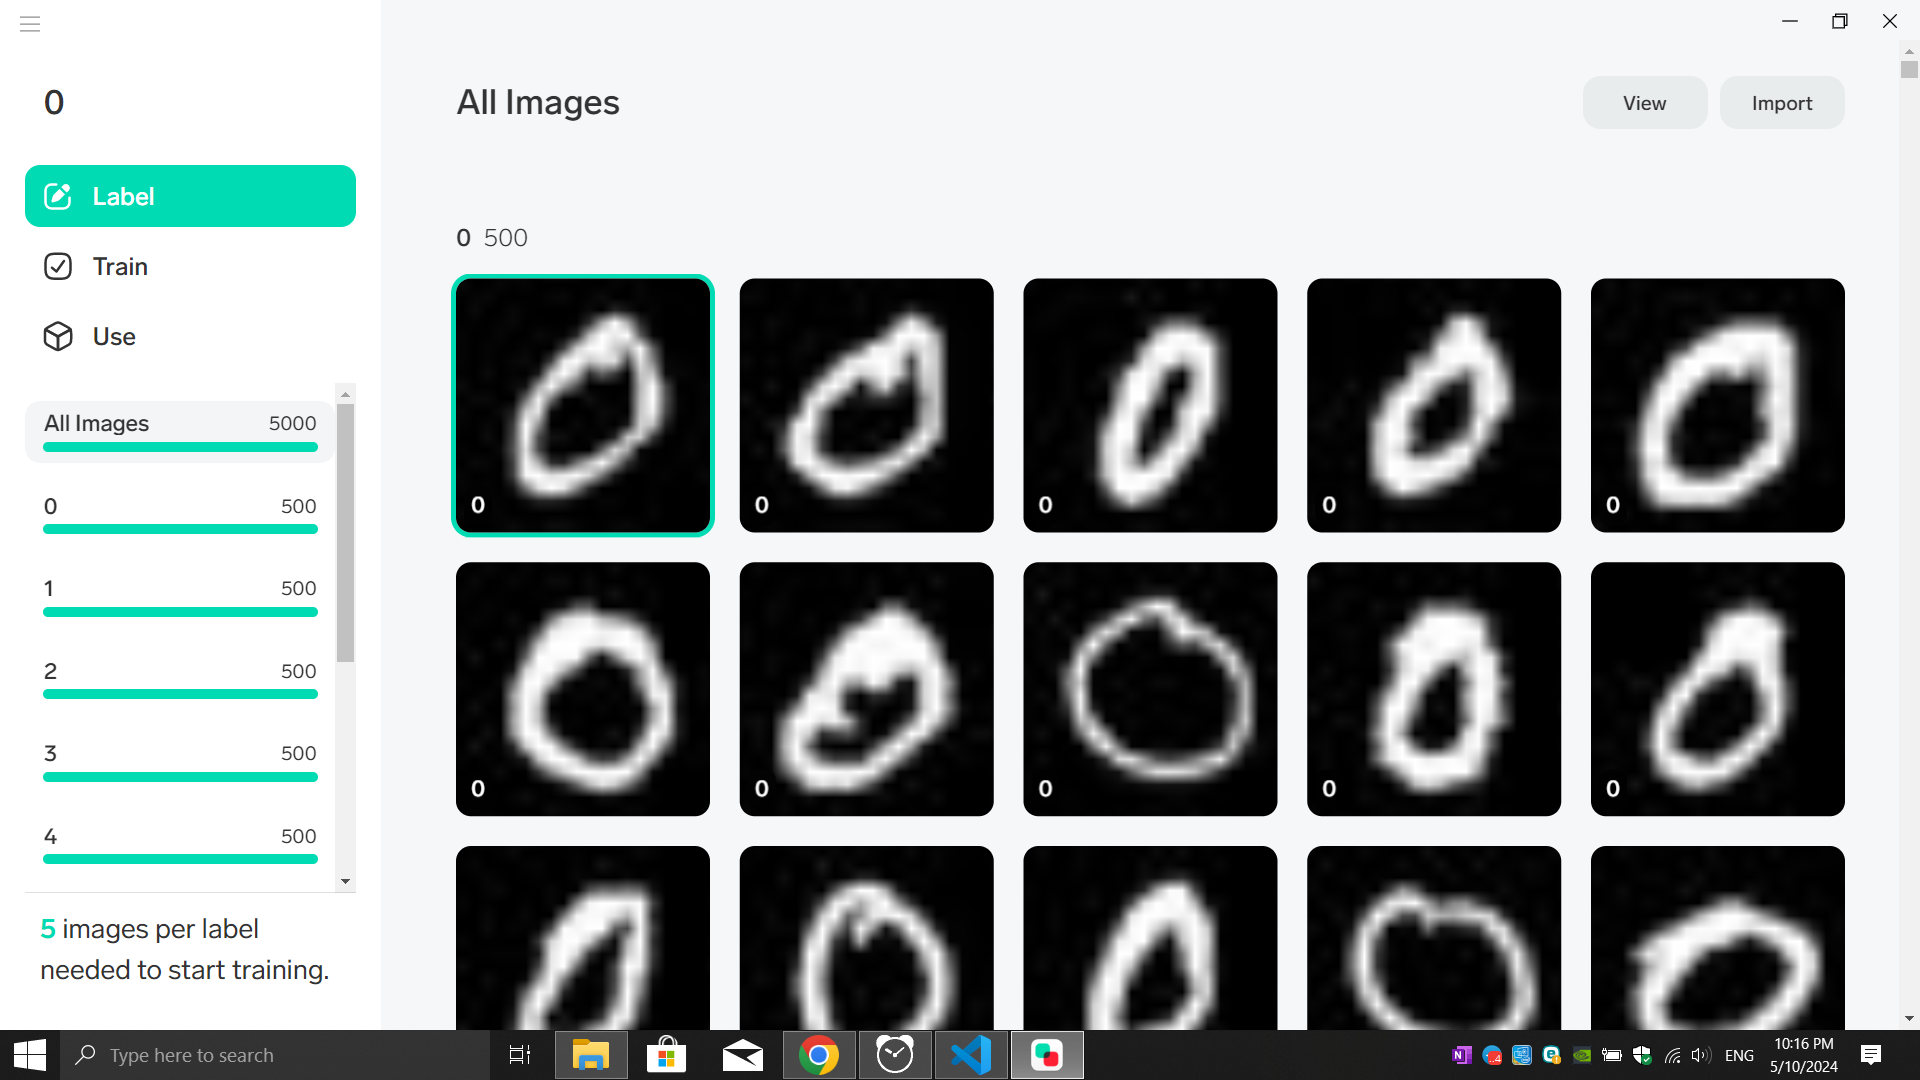 0
Label
Train
Use
All Images 5000
0 500
1 500
2 500
3 500
4 500
5 images per label
needed to start training.
All Images
View Import
0 500
0 0 0 0 0
0 0 0 0 0
Type here to search
ENG
10:16 PM
5/10/2024